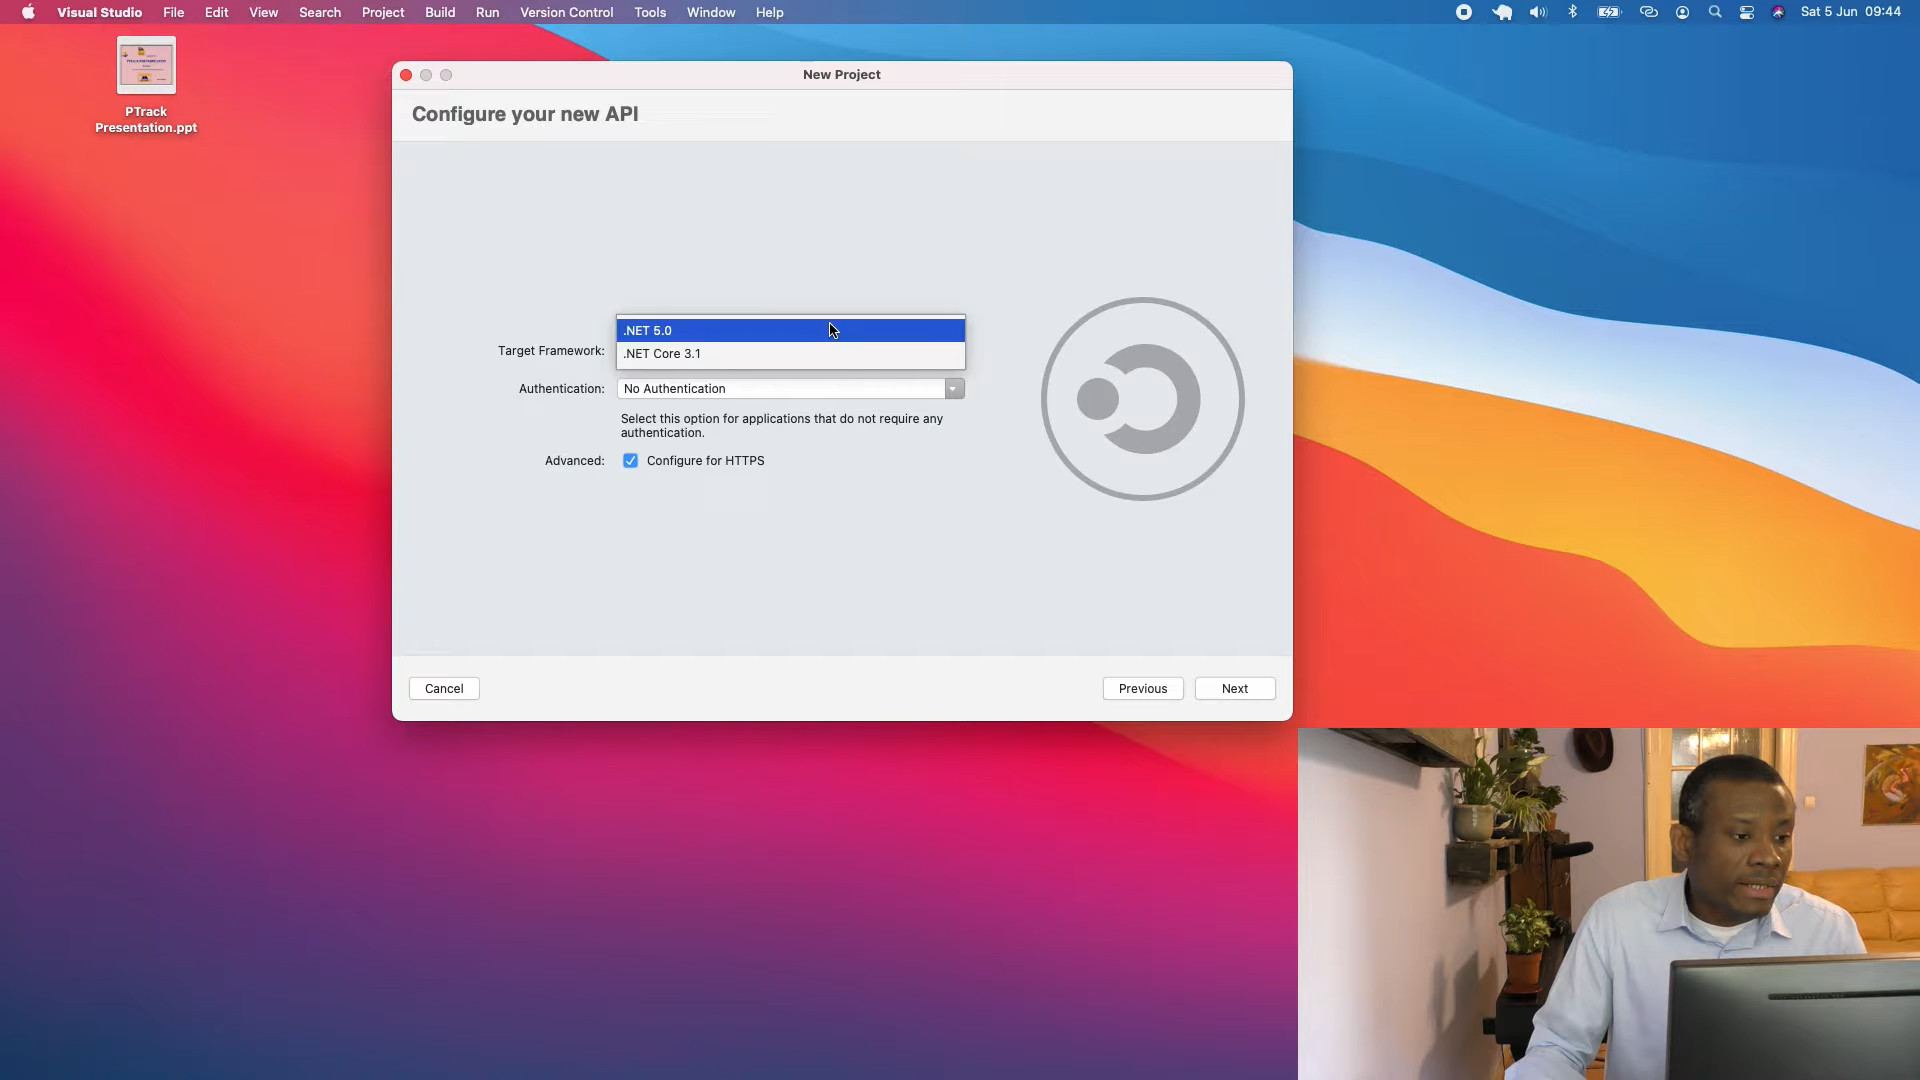 Visual Studio File Edit View Search Project Build Run Version Control Tools Window Help Sat 5 Jun 09:44
PTrack
Presentation.ppt
New Project
Configure your new API
.NET 5.0
Target Framework:
.NET Core 3.1
Authentication: No Authentication
Select this option for applications that do not require any
authentication.
Advanced: Configure for HTTPS
Cancel Previous Next